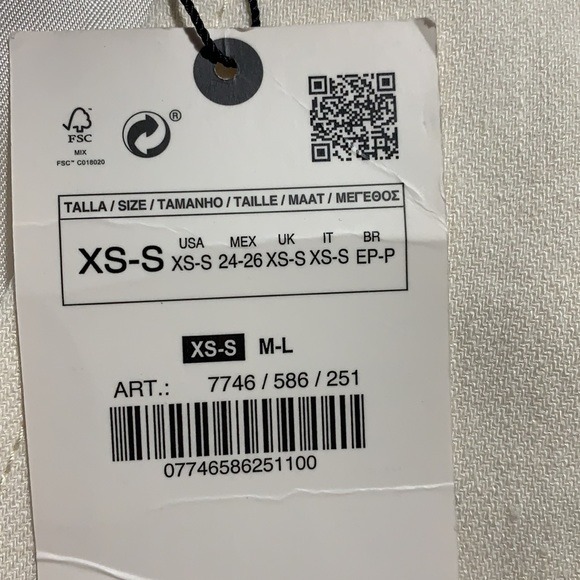 ®
FSC
MIX
FSC™ C018020
TALLA / SIZE / TAMANHO / TAILLE / MAAT / ΜΕΓΕΘΟΣ
USA MEX UK IT BR
XS-S XS-S 24-26 XS-S XS-S EP-P
XS-S M-L
ART.: 7746 / 586 / 251
07746586251100